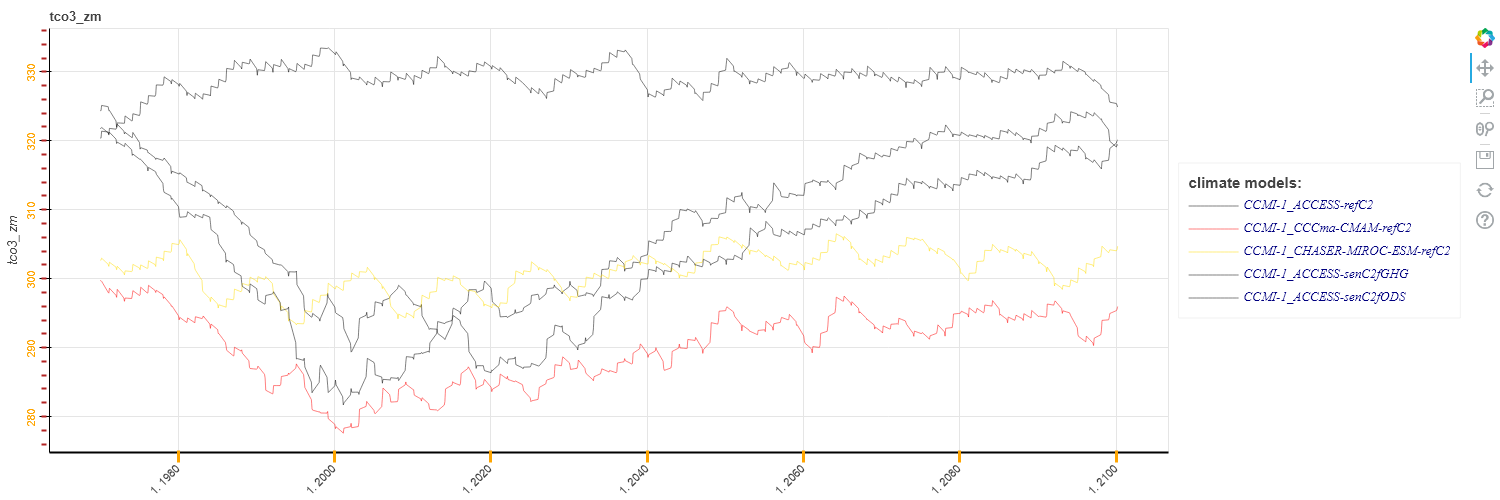 tco3_zm
330
320
310
300
290
280
tco3_zm
1. 1980
1. 2000
1. 2020
1. 2040
1. 2060
1. 2080
1. 2100
climate models:
CCMI-1_ACCESS-refC2
CCMI-1_CCCma-CMAM-refC2
CCMI-1_CHASER-MIROC-ESM-refC2
CCMI-1_ACCESS-senC2fGHG
CCMI-1_ACCESS-senC2fODS